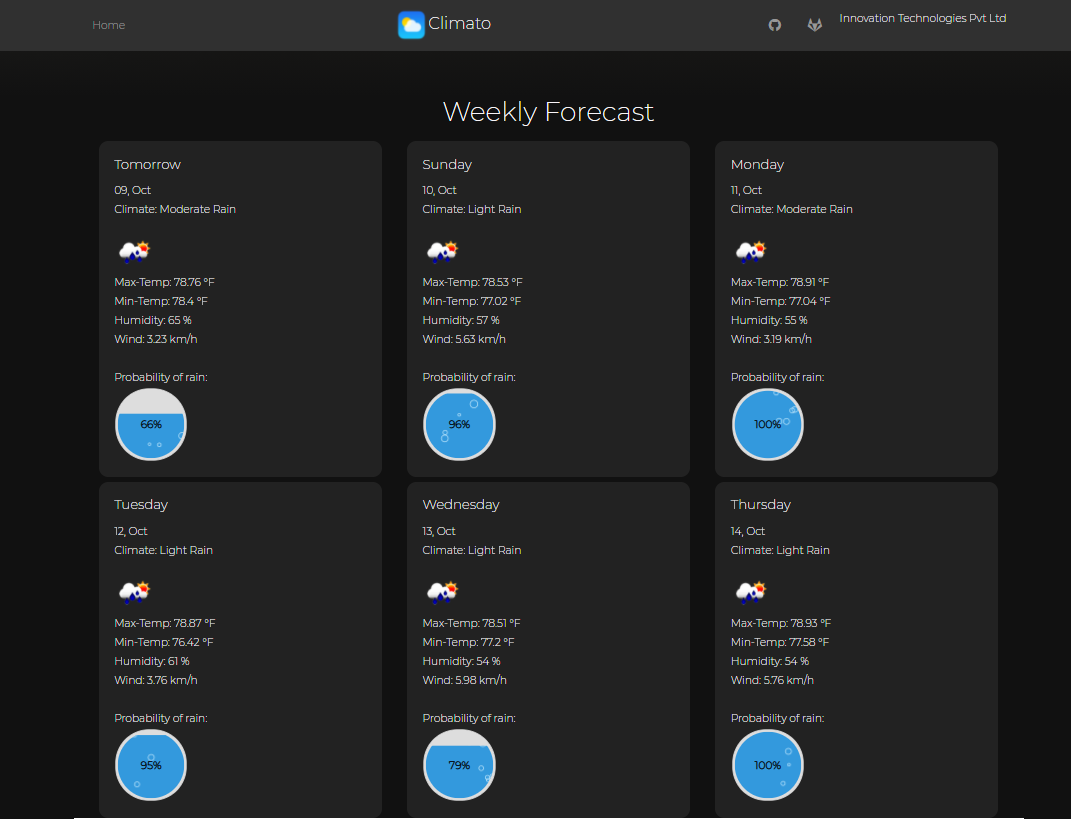 Home
Climato
Innovation Technologies Pvt Ltd
Weekly Forecast
Tomorrow
09, Oct
Climate: Moderate Rain
Max-Temp: 78.76 °F
Min-Temp: 78.4 °F
Humidity: 65 %
Wind: 3.23 km/h
Probability of rain:
66%
Sunday
10, Oct
Climate: Light Rain
Max-Temp: 78.53 °F
Min-Temp: 77.02 °F
Humidity: 57 %
Wind: 5.63 km/h
Probability of rain:
96%
Monday
11, Oct
Climate: Moderate Rain
Max-Temp: 78.91 °F
Min-Temp: 77.04 °F
Humidity: 55 %
Wind: 3.19 km/h
Probability of rain:
100%
Tuesday
12, Oct
Climate: Light Rain
Max-Temp: 78.87 °F
Min-Temp: 76.42 °F
Humidity: 61 %
Wind: 3.76 km/h
Probability of rain:
95%
Wednesday
13, Oct
Climate: Light Rain
Max-Temp: 78.51 °F
Min-Temp: 77.2 °F
Humidity: 54 %
Wind: 5.98 km/h
Probability of rain:
79%
Thursday
14, Oct
Climate: Light Rain
Max-Temp: 78.93 °F
Min-Temp: 77.58 °F
Humidity: 54 %
Wind: 5.76 km/h
Probability of rain:
100%